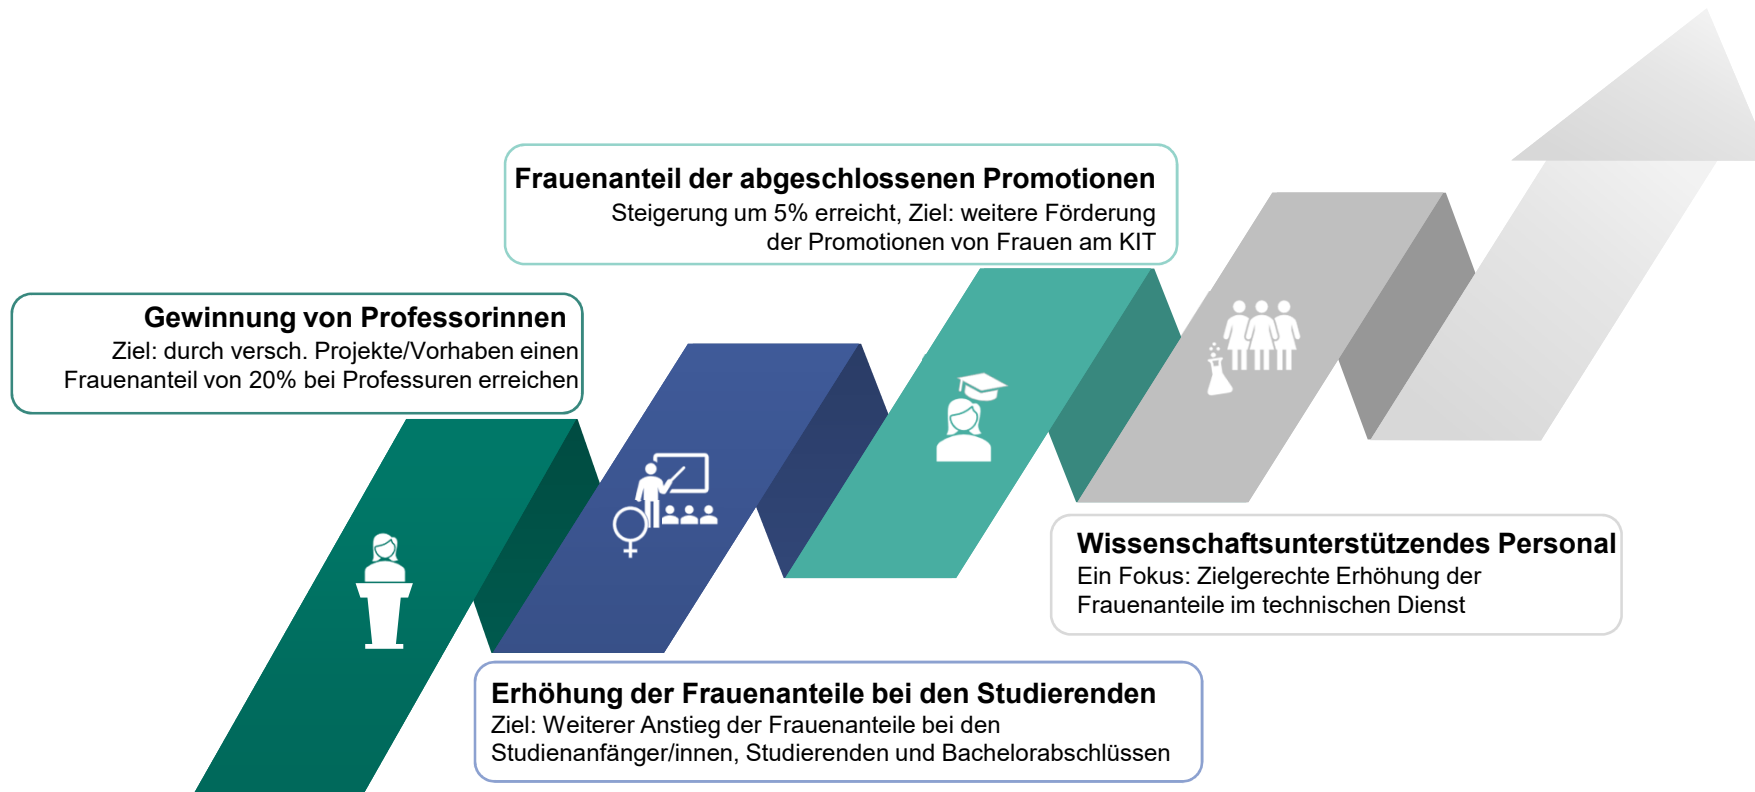 Frauenanteil der abgeschlossenen Promotionen
Steigerung um 5% erreicht, Ziel: weitere Förderung
der Promotionen von Frauen am KIT
Gewinnung von Professorinnen
Ziel: durch versch. Projekte/Vorhaben einen
Frauenanteil von 20% bei Professuren erreichen
Wissenschaftsunterstützendes Personal
Ein Fokus: Zielgerechte Erhöhung der
Frauenanteile im technischen Dienst
Erhöhung der Frauenanteile bei den Studierenden
Ziel: Weiterer Anstieg der Frauenanteile bei den
Studienanfänger/innen, Studierenden und Bachelorabschlüssen